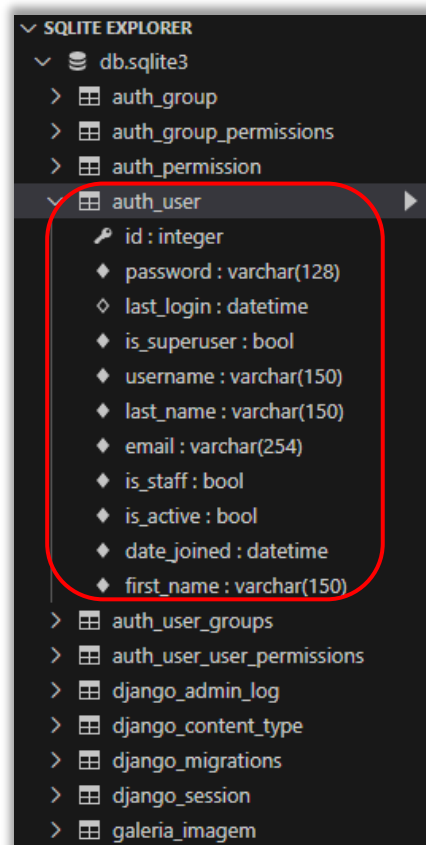 SQLITE EXPLORER
db.sqlite3
auth_group
auth_group_permissions
auth_permission
auth_user
id : integer
password : varchar(128)
last_login : datetime
is_superuser : bool
username : varchar(150)
last_name : varchar(150)
email : varchar(254)
is_staff : bool
is_active : bool
date_joined : datetime
first_name : varchar(150)
auth_user_groups
auth_user_user_permissions
django_admin_log
django_content_type
django_migrations
django_session
galeria_imagem